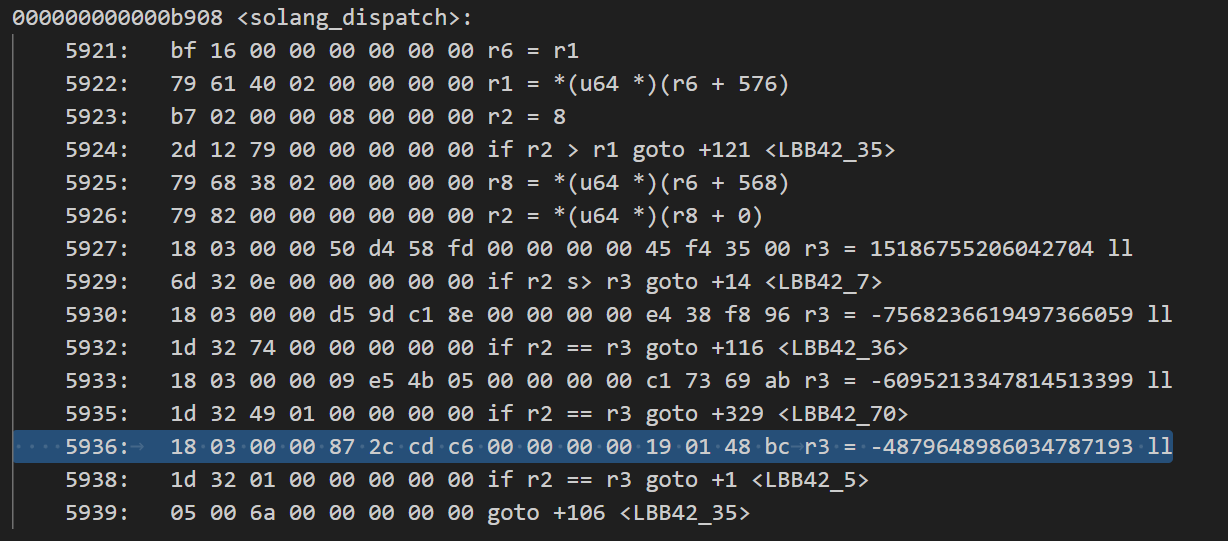 000000000000b908 <solang_dispatch>:
5921: bf 16 00 00 00 00 00 00 r6 = r1
5922: 79 61 40 02 00 00 00 00 r1 = *(u64 *)(r6 + 576)
5923: b7 02 00 00 08 00 00 00 r2 = 8
5924: 2d 12 79 00 00 00 00 00 if r2 > r1 goto +121 <LBB42_35>
5925: 79 68 38 02 00 00 00 00 r8 = *(u64 *)(r6 + 568)
5926: 79 82 00 00 00 00 00 00 r2 = *(u64 *)(r8 + 0)
5927: 18 03 00 00 50 d4 58 fd 00 00 00 00 45 f4 35 00 r3 = 15186755206042704 ll
5929: 6d 32 0e 00 00 00 00 00 if r2 s> r3 goto +14 <LBB42_7>
5930: 18 03 00 00 d5 9d c1 8e 00 00 00 00 e4 38 f8 96 r3 = -7568236619497366059 ll
5932: 1d 32 74 00 00 00 00 00 if r2 == r3 goto +116 <LBB42_36>
5933: 18 03 00 00 09 e5 4b 05 00 00 00 00 c1 73 69 ab r3 = -6095213347814513399 ll
5935: 1d 32 49 01 00 00 00 00 if r2 == r3 goto +329 <LBB42_70>
5936: 18 03 00 00 87 2c cd c6 00 00 00 00 19 01 48 bc r3 = -4879648986034787193 ll
5938: 1d 32 01 00 00 00 00 00 if r2 == r3 goto +1 <LBB42_5>
5939: 05 00 6a 00 00 00 00 00 goto +106 <LBB42_35>